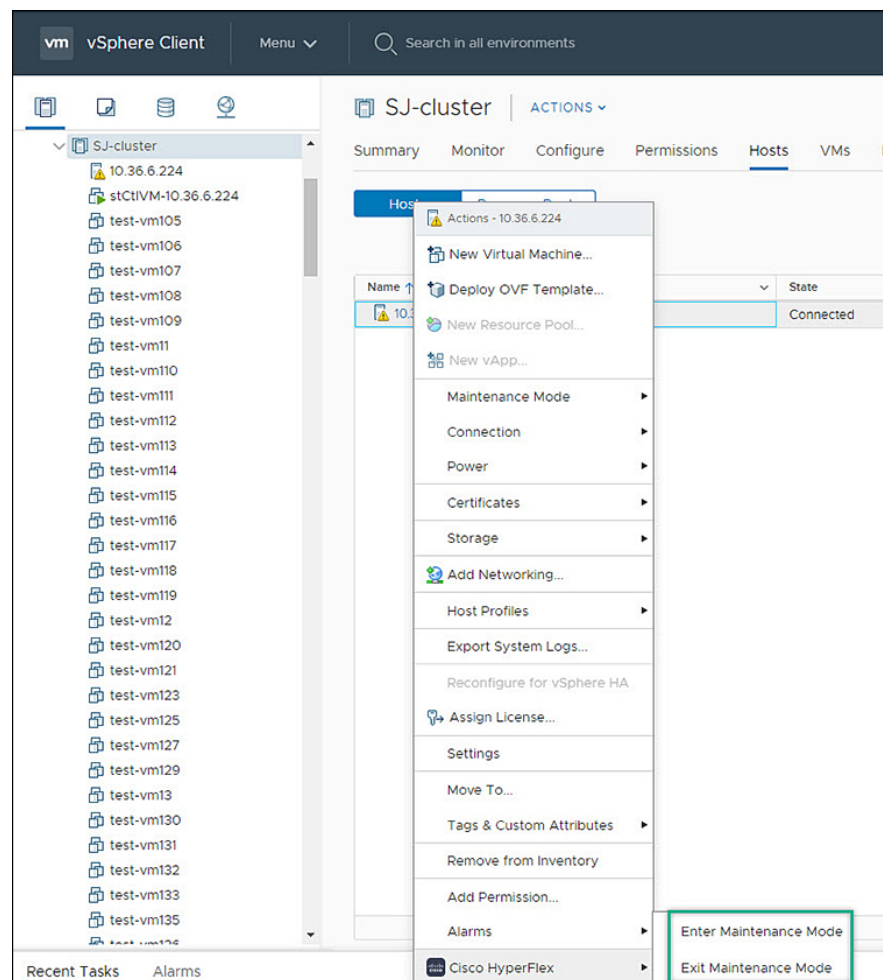 vm vSphere Client Menu Search in all environments
SJ-cluster
10.36.6.224
stCtlVM-10.36.6.224
test-vm105
test-vm106
test-vm107
test-vm108
test-vm109
test-vm11
test-vm110
test-vm111
test-vm112
test-vm113
test-vm114
test-vm115
test-vm116
test-vm117
test-vm118
test-vm119
test-vm12
test-vm120
test-vm121
test-vm123
test-vm125
test-vm127
test-vm129
test-vm13
test-vm130
test-vm131
test-vm132
test-vm133
test-vm135
Recent Tasks Alarms
SJ-cluster ACTIONS
Summary Monitor Configure Permissions Hosts VMs
Name State
Connected
Actions - 10.36.6.224
New Virtual Machine...
Deploy OVF Template...
New Resource Pool...
New vApp...
Maintenance Mode
Connection
Power
Certificates
Storage
Add Networking...
Host Profiles
Export System Logs...
Reconfigure for vSphere HA
Assign License...
Settings
Move To...
Tags & Custom Attributes
Remove from Inventory
Add Permission...
Alarms
Cisco HyperFlex
Enter Maintenance Mode
Exit Maintenance Mode